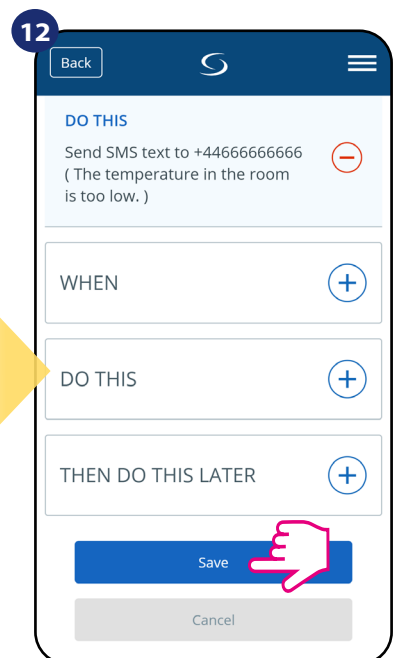 12
Back
DO THIS
Send SMS text to +44666666666
( The temperature in the room
is too low. )
WHEN
DO THIS
THEN DO THIS LATER
Save
Cancel